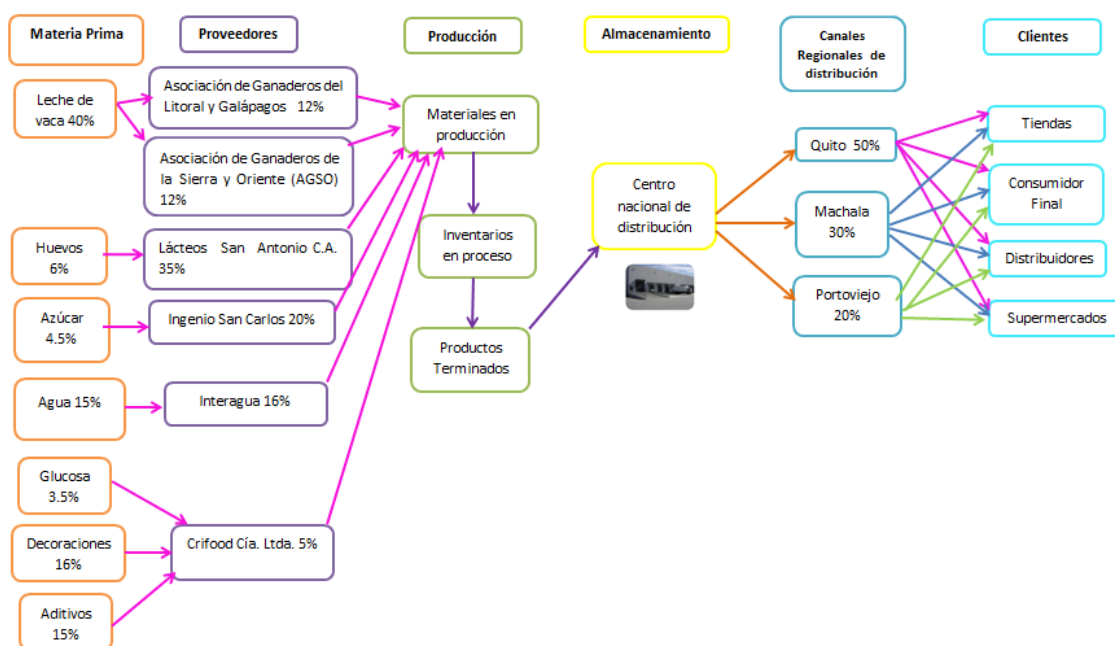 Materia Prima
Proveedores
Producción
Almacenamiento
Canales
Regionales de
distribución
Clientes
Leche de
vaca 40%
Huevos
6%
Azúcar
4.5%
Agua 15%
Glucosa
3.5%
Decoraciones
16%
Aditivos
15%
Asociación de Ganaderos del
Litoral y Galápagos 12%
Asociación de Ganaderos de
la Sierra y Oriente (AGSO)
12%
Lácteos San Antonio C.A.
35%
Ingenio San Carlos 20%
Interagua 16%
Crifood Cía. Ltda. 5%
Materiales en
producción
Inventarios
en proceso
Productos
Terminados
Centro
nacional de
distribución
Quito 50%
Machala
30%
Portoviejo
20%
Tiendas
Consumidor
Final
Distribuidores
Supermercados